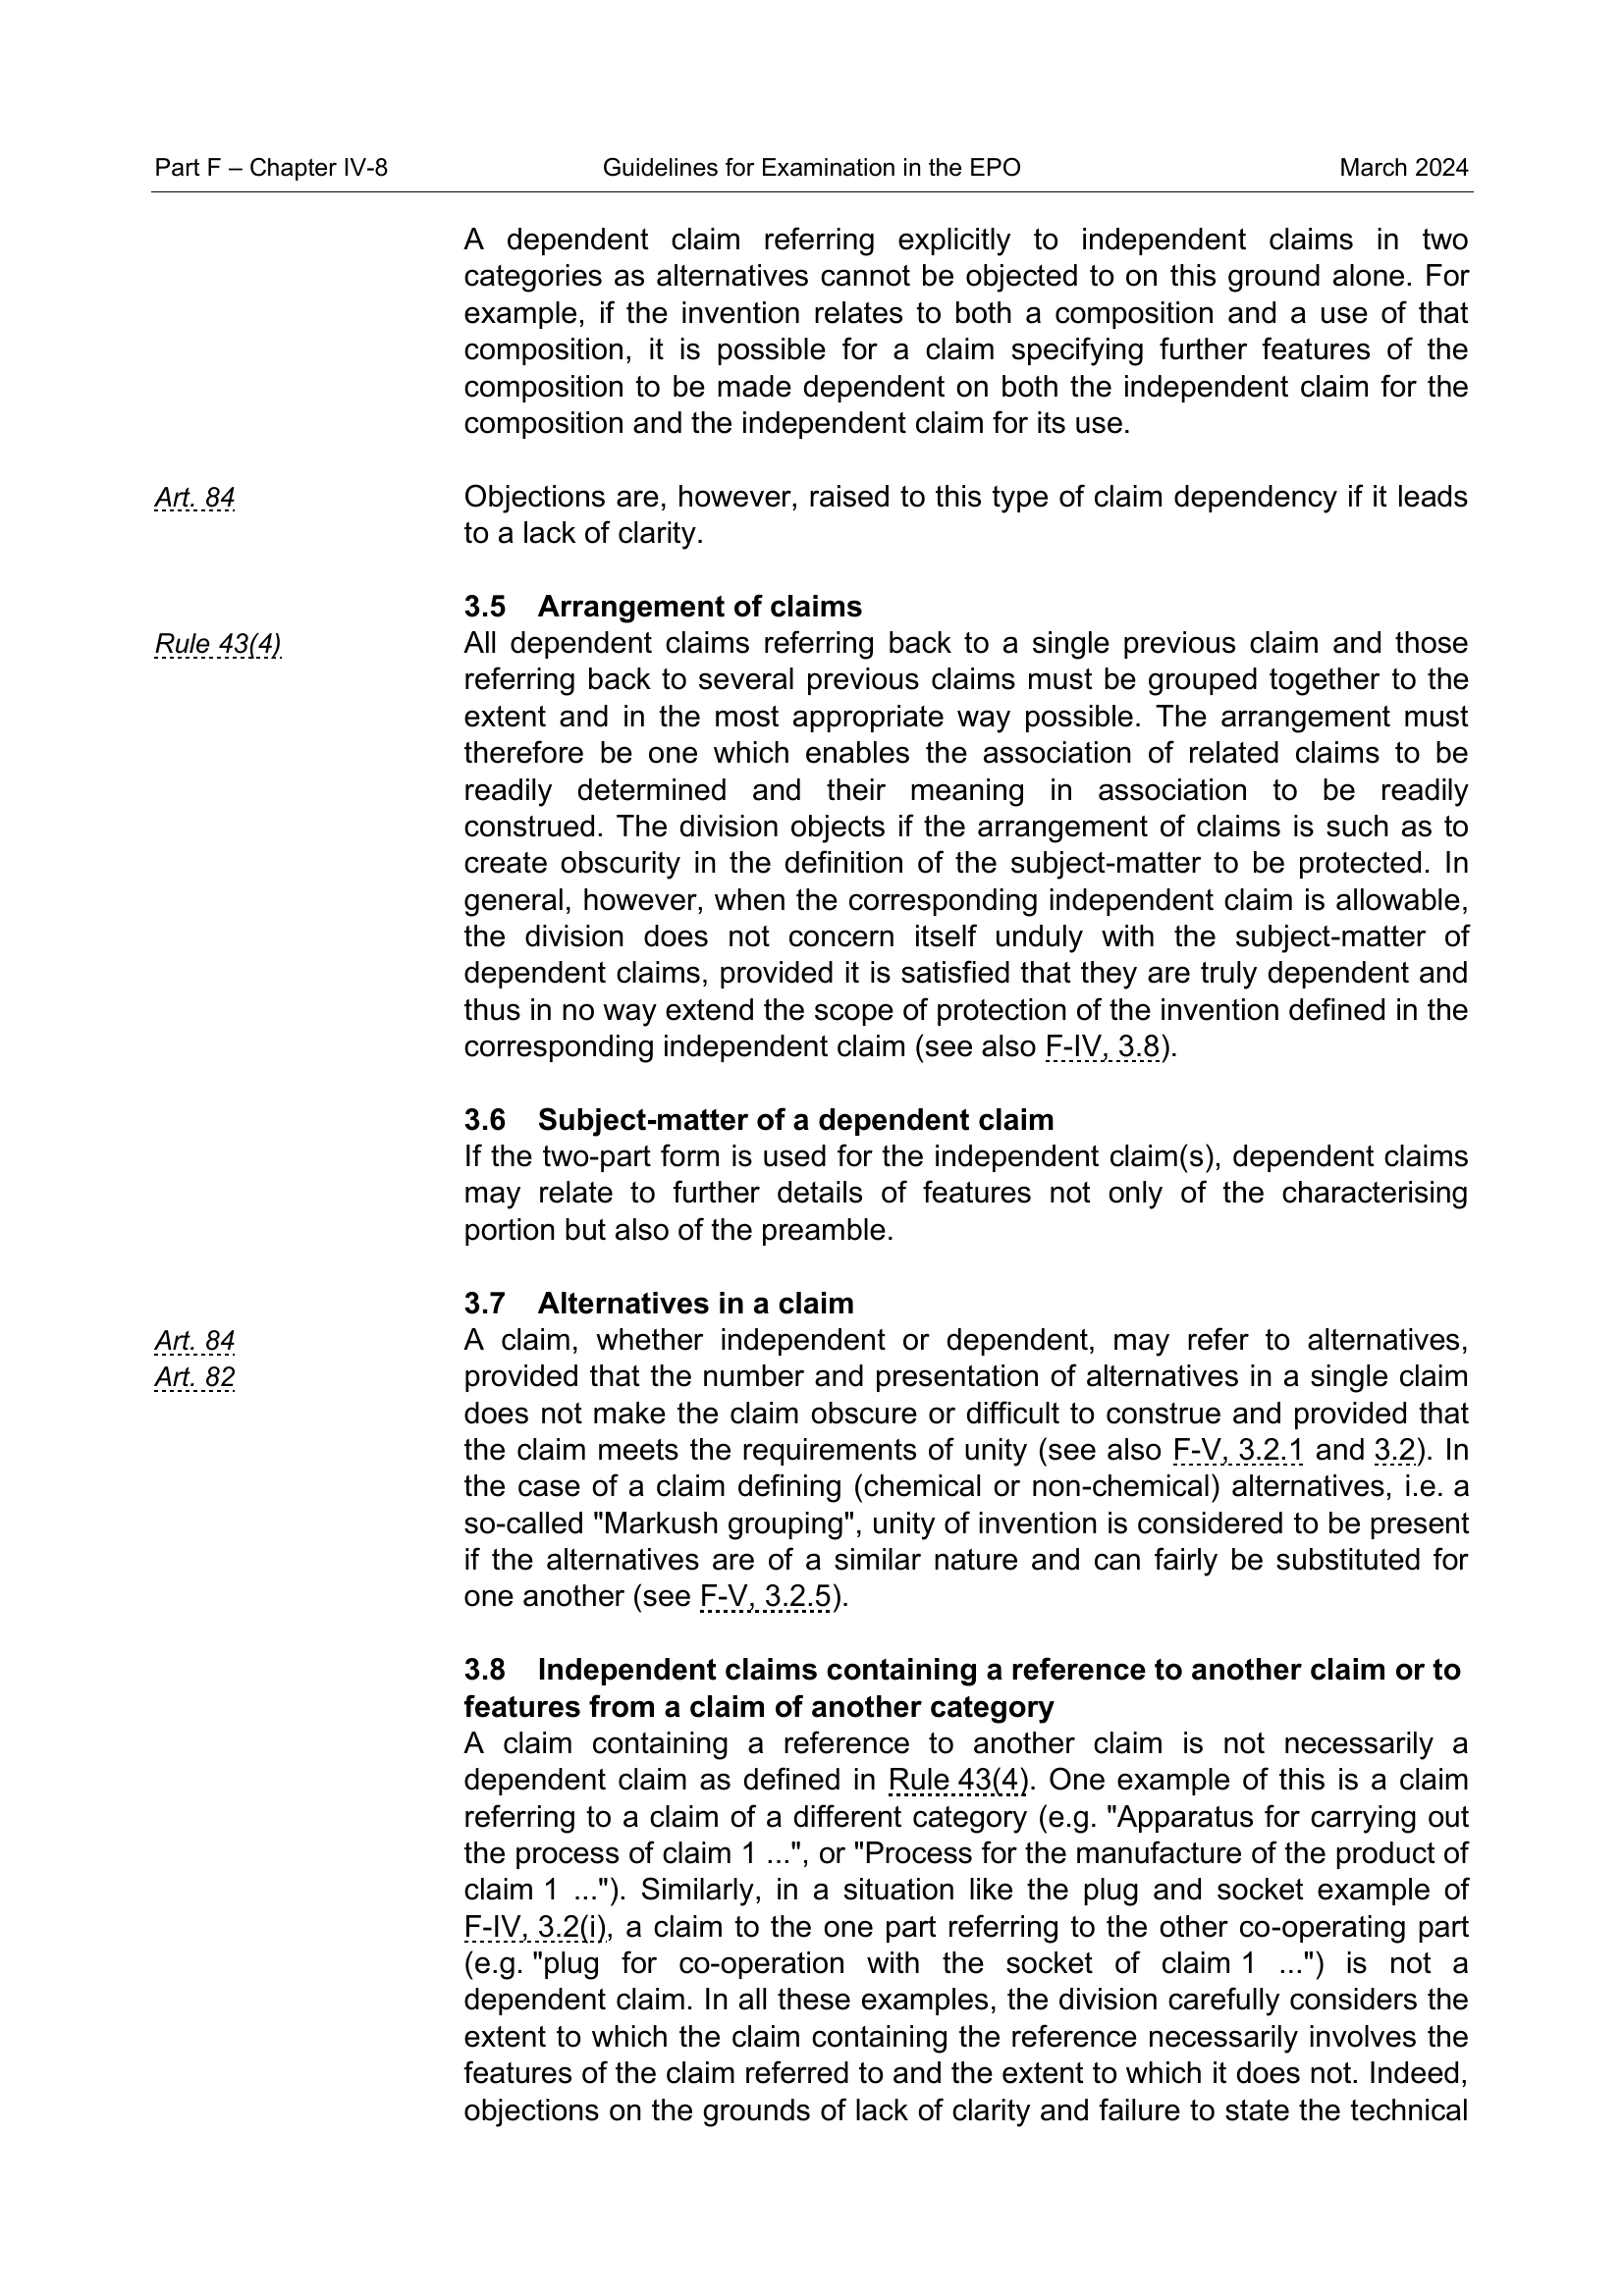 Part F – Chapter IV-8 Guidelines for Examination in the EPO March 2024
A dependent claim referring explicitly to independent claims in two
categories as alternatives cannot be objected to on this ground alone. For
example, if the invention relates to both a composition and a use of that
composition, it is possible for a claim specifying further features of the
composition to be made dependent on both the independent claim for the
composition and the independent claim for its use.
Art. 84 Objections are, however, raised to this type of claim dependency if it leads
to a lack of clarity.
3.5 Arrangement of claims
Rule 43(4) All dependent claims referring back to a single previous claim and those
referring back to several previous claims must be grouped together to the
extent and in the most appropriate way possible. The arrangement must
therefore be one which enables the association of related claims to be
readily determined and their meaning in association to be readily
construed. The division objects if the arrangement of claims is such as to
create obscurity in the definition of the subject-matter to be protected. In
general, however, when the corresponding independent claim is allowable,
the division does not concern itself unduly with the subject-matter of
dependent claims, provided it is satisfied that they are truly dependent and
thus in no way extend the scope of protection of the invention defined in the
corresponding independent claim (see also F-IV, 3.8).
3.6 Subject-matter of a dependent claim
If the two-part form is used for the independent claim(s), dependent claims
may relate to further details of features not only of the characterising
portion but also of the preamble.
3.7 Alternatives in a claim
Art. 84 A claim, whether independent or dependent, may refer to alternatives,
Art. 82 provided that the number and presentation of alternatives in a single claim
does not make the claim obscure or difficult to construe and provided that
the claim meets the requirements of unity (see also F-V, 3.2.1 and 3.2). In
the case of a claim defining (chemical or non-chemical) alternatives, i.e. a
so-called "Markush grouping", unity of invention is considered to be present
if the alternatives are of a similar nature and can fairly be substituted for
one another (see F-V, 3.2.5).
3.8 Independent claims containing a reference to another claim or to
features from a claim of another category
A claim containing a reference to another claim is not necessarily a
dependent claim as defined in Rule 43(4). One example of this is a claim
referring to a claim of a different category (e.g. "Apparatus for carrying out
the process of claim 1 ...", or "Process for the manufacture of the product of
claim 1 ..."). Similarly, in a situation like the plug and socket example of
F-IV, 3.2(i), a claim to the one part referring to the other co-operating part
(e.g. "plug for co-operation with the socket of claim 1 ...") is not a
dependent claim. In all these examples, the division carefully considers the
extent to which the claim containing the reference necessarily involves the
features of the claim referred to and the extent to which it does not. Indeed,
objections on the grounds of lack of clarity and failure to state the technical